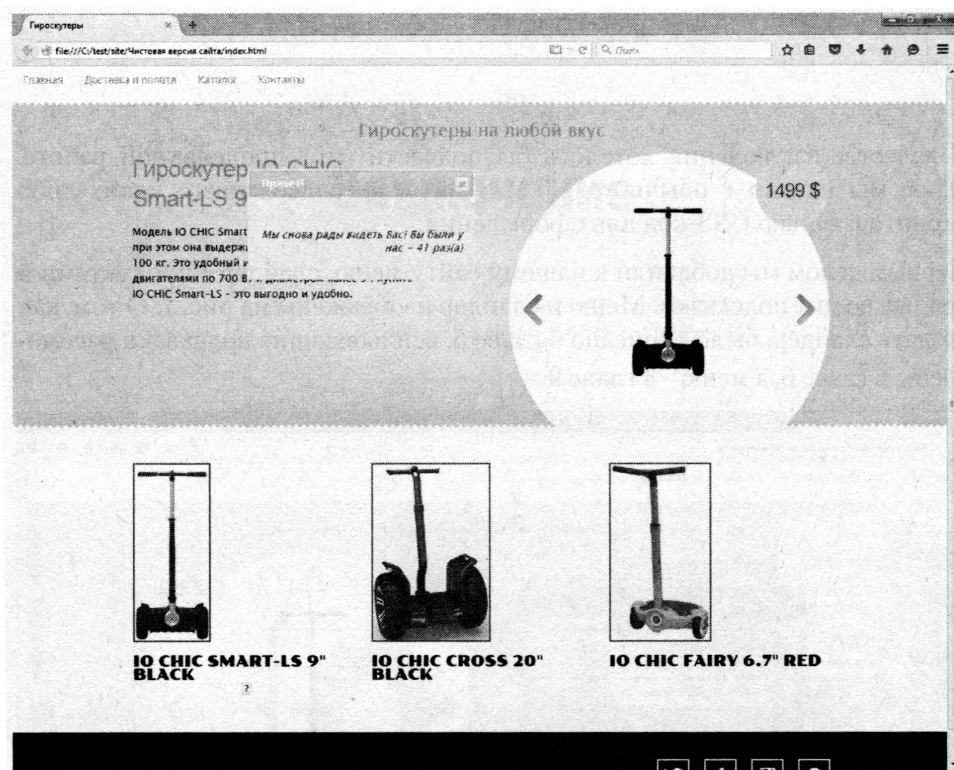 Гироскутеры
file:///C:/test/site/Чистовая версия сайта/index.html
Поиск
Главная Доставка и оплата Каталог Контакты
Гироскутеры на любой вкус
Гироскутер IO CHIC
Smart-LS 9
1499 $
Модель IO CHIC Smart
при этом она выдержи
100 кг. Это удобный и
двигателями по 700 В
IO CHIC Smart-LS - это выгодно и удобно.
Мы снова рады видеть Вас! Вы были у
нас - 41 раз(а)
IO CHIC SMART-LS 9"
BLACK
IO CHIC CROSS 20"
BLACK
IO CHIC FAIRY 6.7" RED
?